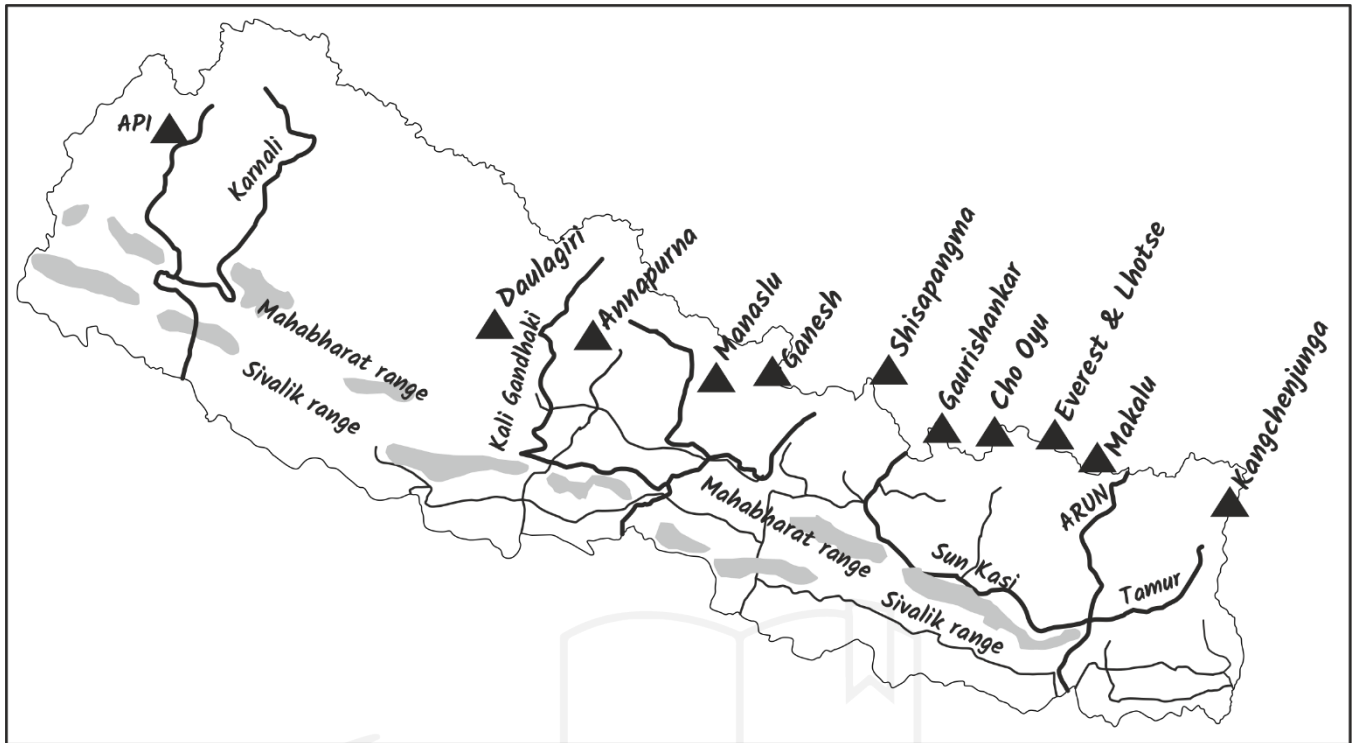 API
Karnali
Mahabharat range
Sivalik range
Daulagiri
Kali Gandhaki
Annapurna
Manaslu
Ganesh
Shisapangma
Gaurishankar
Cho Oyu
Everest & Lhotse
Makalu
Kangchenjunga
Mahabharat range
Sivalik range
Sun Kasi
ARUN
Tamur